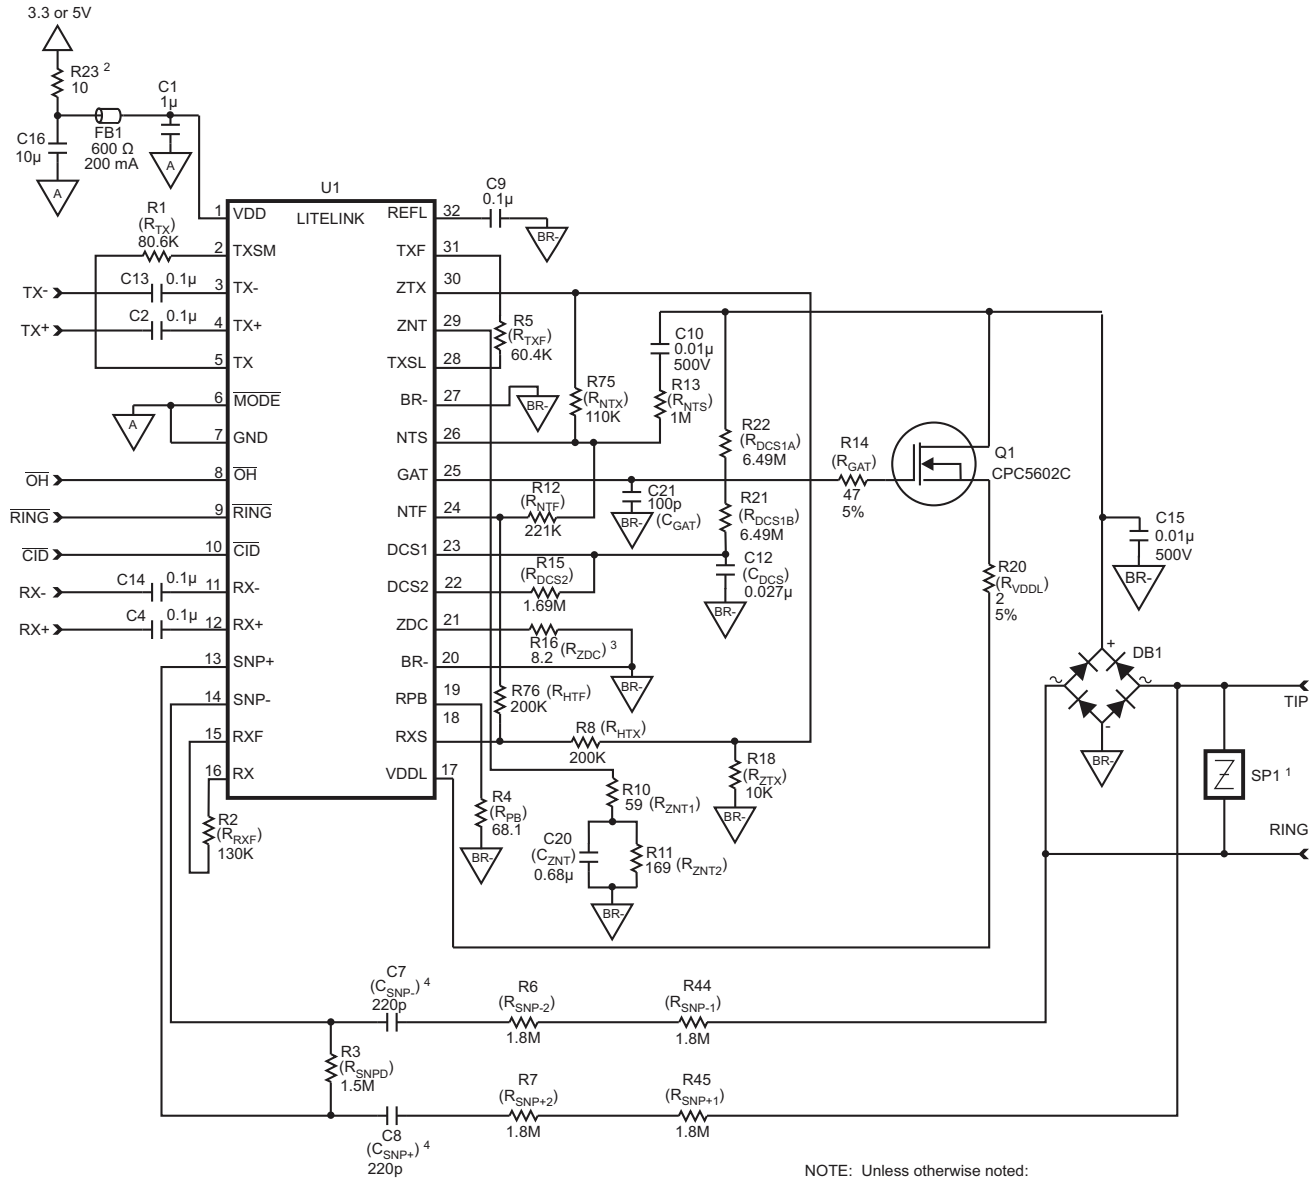 3.3 or 5V
R23 2
10
C1
1µ
C16
10µ
FB1
600 Ω
200 mA
A
A
U1
LITELINK
R1
(RTX)
80.6K
TX-
C13 0.1µ
TX+
C2 0.1µ
A
OH
RING
CID
RX-
C14 0.1µ
RX+
C4 0.1µ
1 VDD
2 TXSM
3 TX-
4 TX+
5 TX
6 MODE
7 GND
8 OH
9 RING
10 CID
11 RX-
12 RX+
13 SNP+
14 SNP-
15 RXF
16 RX
REFL 32
TXF 31
ZTX 30
ZNT 29
TXSL 28
BR- 27
NTS 26
GAT 25
NTF 24
DCS1 23
DCS2 22
ZDC 21
BR- 20
RPB 19
RXS 18
VDDL 17
R2
(RRXF)
130K
C9
0.1µ
BR-
R5
(RTXF)
60.4K
BR-
R75
(RNTX)
110K
C10
0.01µ
500V
R13
(RNTS)
1M
R22
(RDCS1A)
6.49M
R14
(RGAT)
47
5%
Q1
CPC5602C
R12
(RNTF)
221K
C21
100p
(CGAT)
BR-
R21
(RDCS1B)
6.49M
R15
(RDCS2)
1.69M
C12
(CDCS)
0.027µ
BR-
C15
0.01µ
500V
BR-
R20
(RVDDL)
2
5%
R16 (RZDC) 3
8.2
BR-
R76 (RHTF)
200K
R8 (RHTX)
200K
R18
(RZTX)
10K
BR-
R10
59 (RZNT1)
R4
(RPB)
68.1
BR-
C20
(CZNT)
0.68µ
R11
169 (RZNT2)
BR-
DB1
+
~
~
-
BR-
TIP
SP1 1
RING
C7
(CSNP-) 4
220p
R6
(RSNP-2)
1.8M
R44
(RSNP-1)
1.8M
R3
(RSNPD)
1.5M
C8
(CSNP+) 4
220p
R7
(RSNP+2)
1.8M
R45
(RSNP+1)
1.8M
NOTE: Unless otherwise noted: